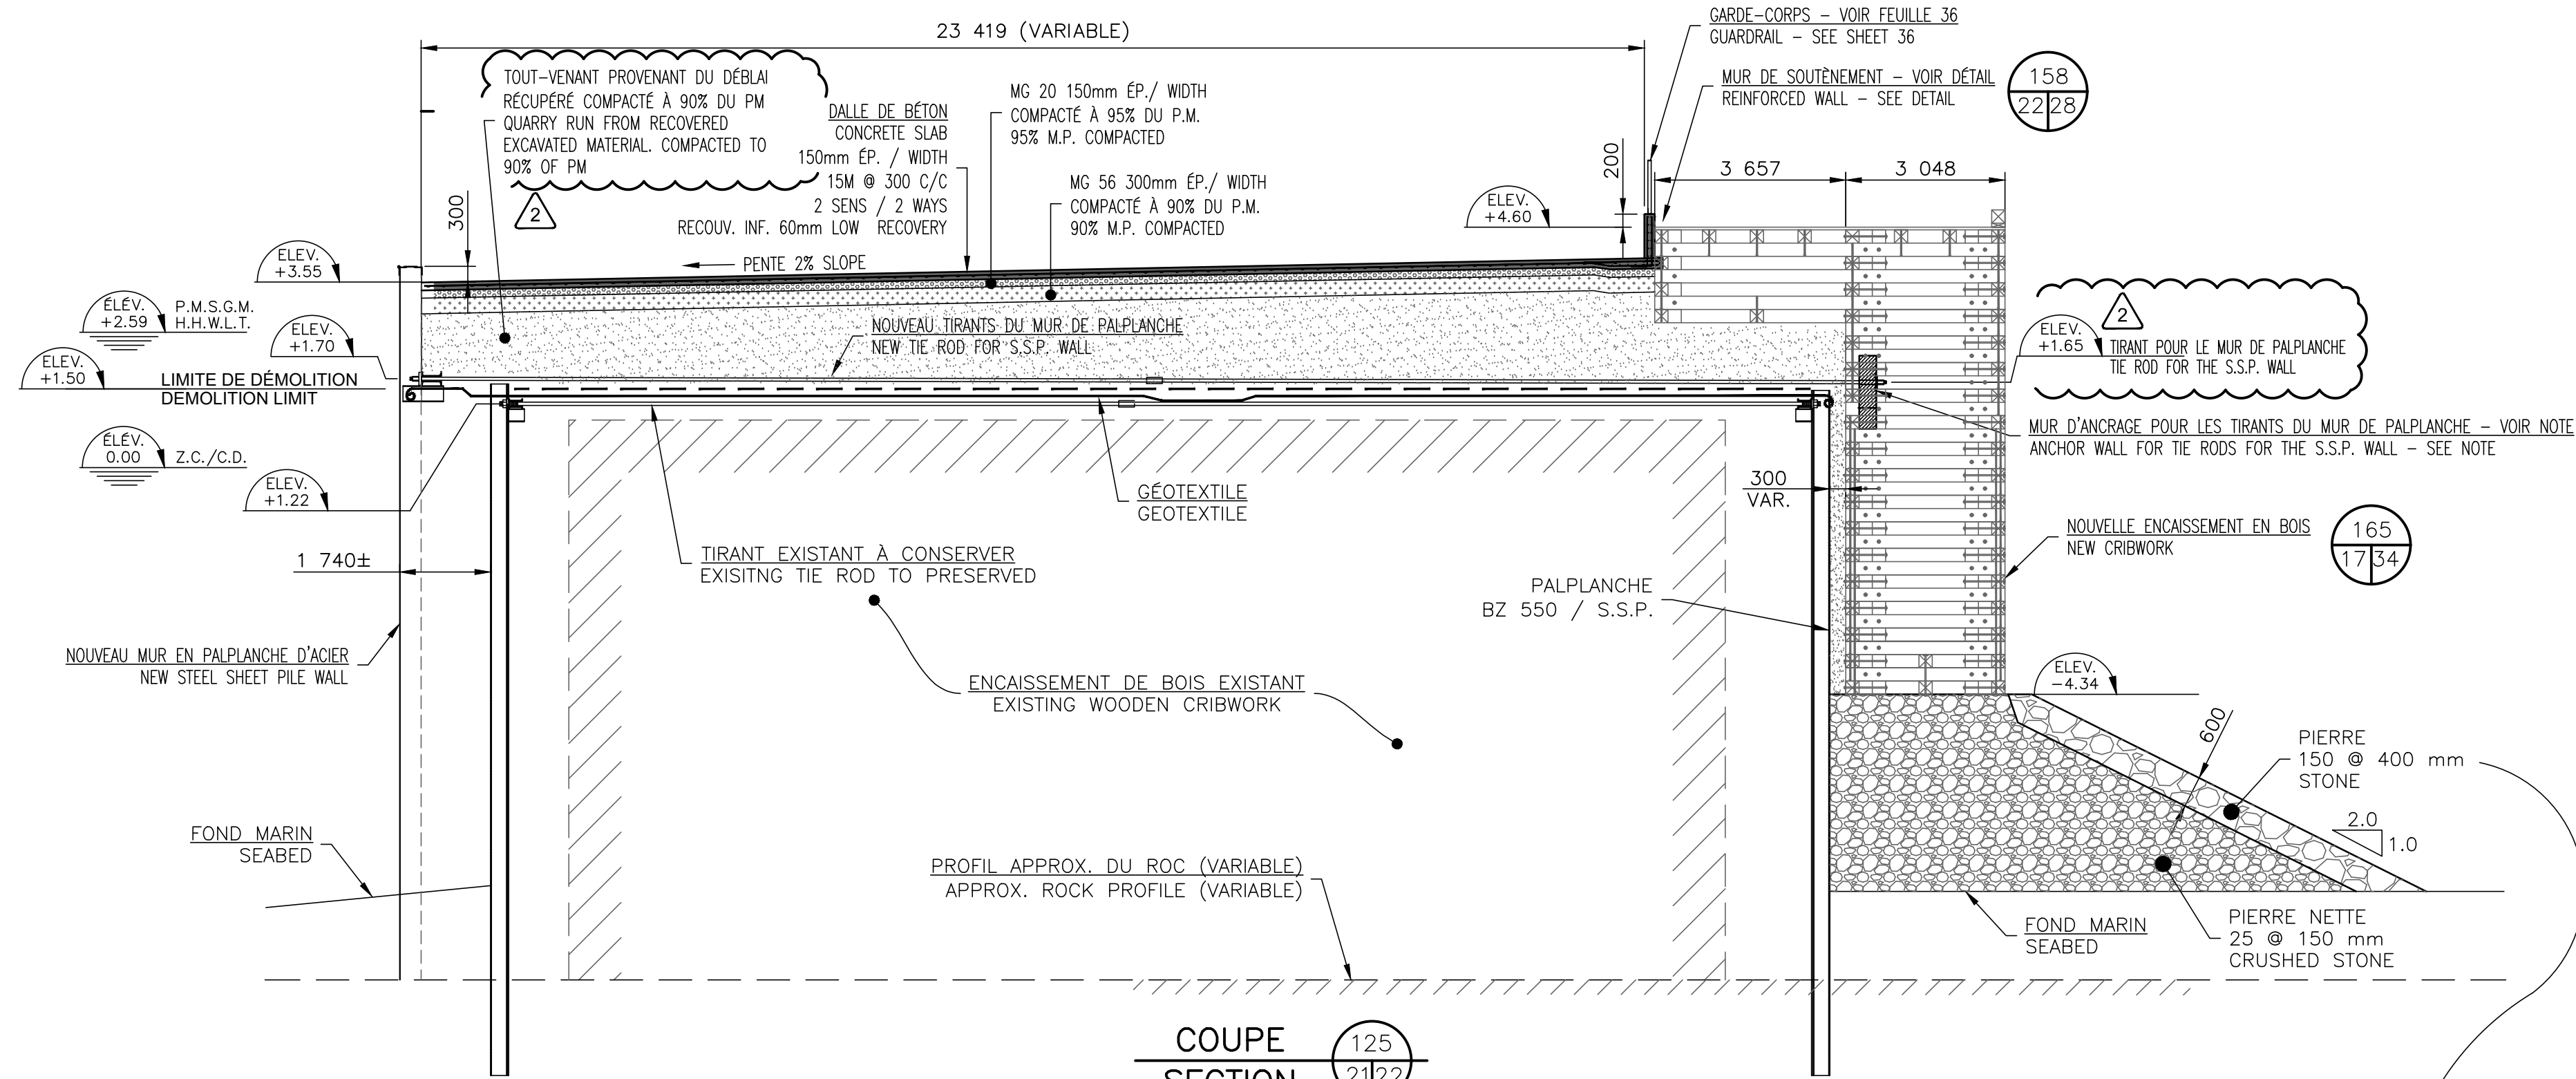 23 419 (VARIABLE)
GARDE-CORPS – VOIR FEUILLE 36
GUARDRAIL – SEE SHEET 36
TOUT-VENANT PROVENANT DU DÉBLAI
RÉCUPÉRÉ COMPACTÉ À 90% DU PM
QUARRY RUN FROM RECOVERED
EXCAVATED MATERIAL. COMPACTED TO
90% OF PM
2
DALLE DE BÉTON
CONCRETE SLAB
150mm ÉP. / WIDTH
15M @ 300 C/C
2 SENS / 2 WAYS
RECOUV. INF. 60mm LOW RECOVERY
MG 20 150mm ÉP./ WIDTH
COMPACTÉ À 95% DU P.M.
95% M.P. COMPACTED
MG 56 300mm ÉP./ WIDTH
COMPACTÉ À 90% DU P.M.
90% M.P. COMPACTED
MUR DE SOUTÈNEMENT – VOIR DÉTAIL
REINFORCED WALL – SEE DETAIL
158
22 28
200
3 657
3 048
ELEV.
+4.60
300
PENTE 2% SLOPE
ELEV.
+3.55
ÉLÉV.
+2.59
P.M.S.G.M.
H.H.W.L.T.
ELEV.
+1.70
ELEV.
+1.50
LIMITE DE DÉMOLITION
DEMOLITION LIMIT
NOUVEAU TIRANTS DU MUR DE PALPLANCHE
NEW TIE ROD FOR S.S.P. WALL
2
ELEV.
+1.65
TIRANT POUR LE MUR DE PALPLANCHE
TIE ROD FOR THE S.S.P. WALL
MUR D'ANCRAGE POUR LES TIRANTS DU MUR DE PALPLANCHE – VOIR NOTE
ANCHOR WALL FOR TIE RODS FOR THE S.S.P. WALL – SEE NOTE
ÉLÉV.
0.00
Z.C./C.D.
ELEV.
+1.22
GÉOTEXTILE
GEOTEXTILE
300
VAR.
NOUVELLE ENCAISSEMENT EN BOIS
NEW CRIBWORK
165
17 34
1 740±
TIRANT EXISTANT À CONSERVER
EXISITNG TIE ROD TO PRESERVED
PALPLANCHE
BZ 550 / S.S.P.
NOUVEAU MUR EN PALPLANCHE D'ACIER
NEW STEEL SHEET PILE WALL
ENCAISSEMENT DE BOIS EXISTANT
EXISTING WOODEN CRIBWORK
ELEV.
-4.34
600
PIERRE
150 @ 400 mm
STONE
2.0
1.0
FOND MARIN
SEABED
PROFIL APPROX. DU ROC (VARIABLE)
APPROX. ROCK PROFILE (VARIABLE)
FOND MARIN
SEABED
PIERRE NETTE
25 @ 150 mm
CRUSHED STONE
COUPE
SECTION
125
21 22